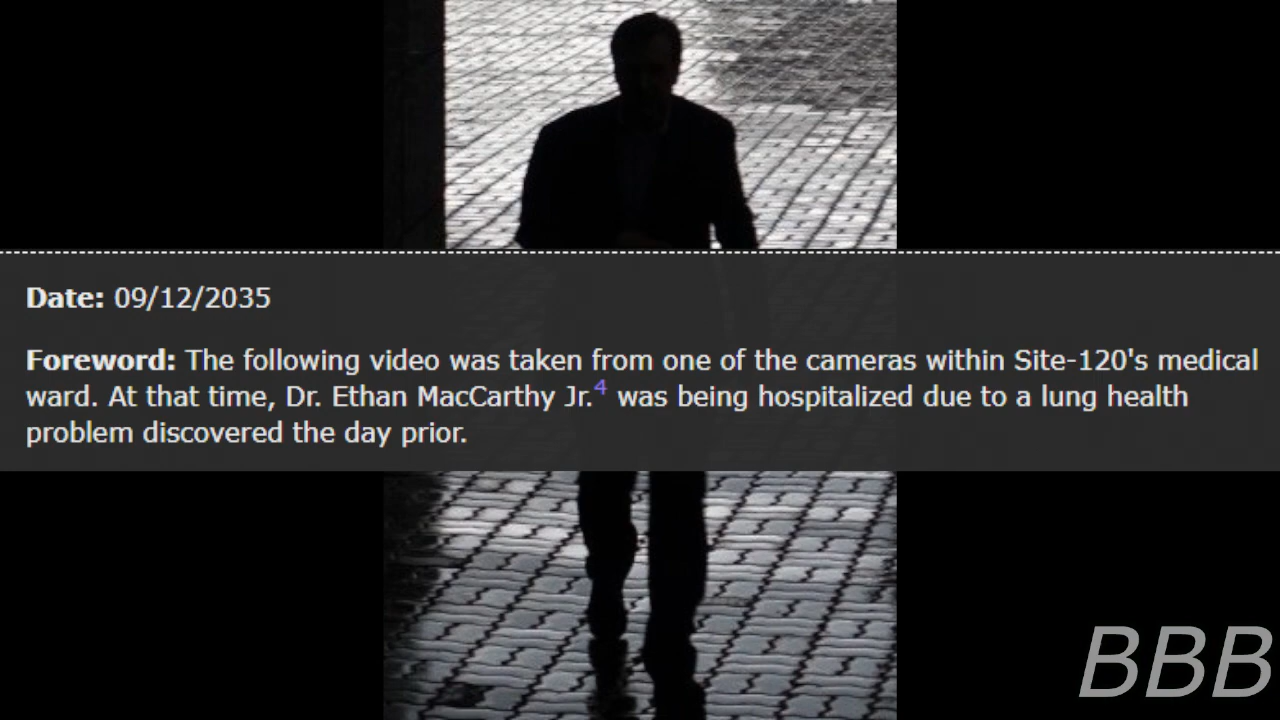 Date: 09/12/2035
Foreword: The following video was taken from one of the cameras within Site-120's medical
ward. At that time, Dr. Ethan MacCarthy Jr.4 was being hospitalized due to a lung health
problem discovered the day prior.
BBB